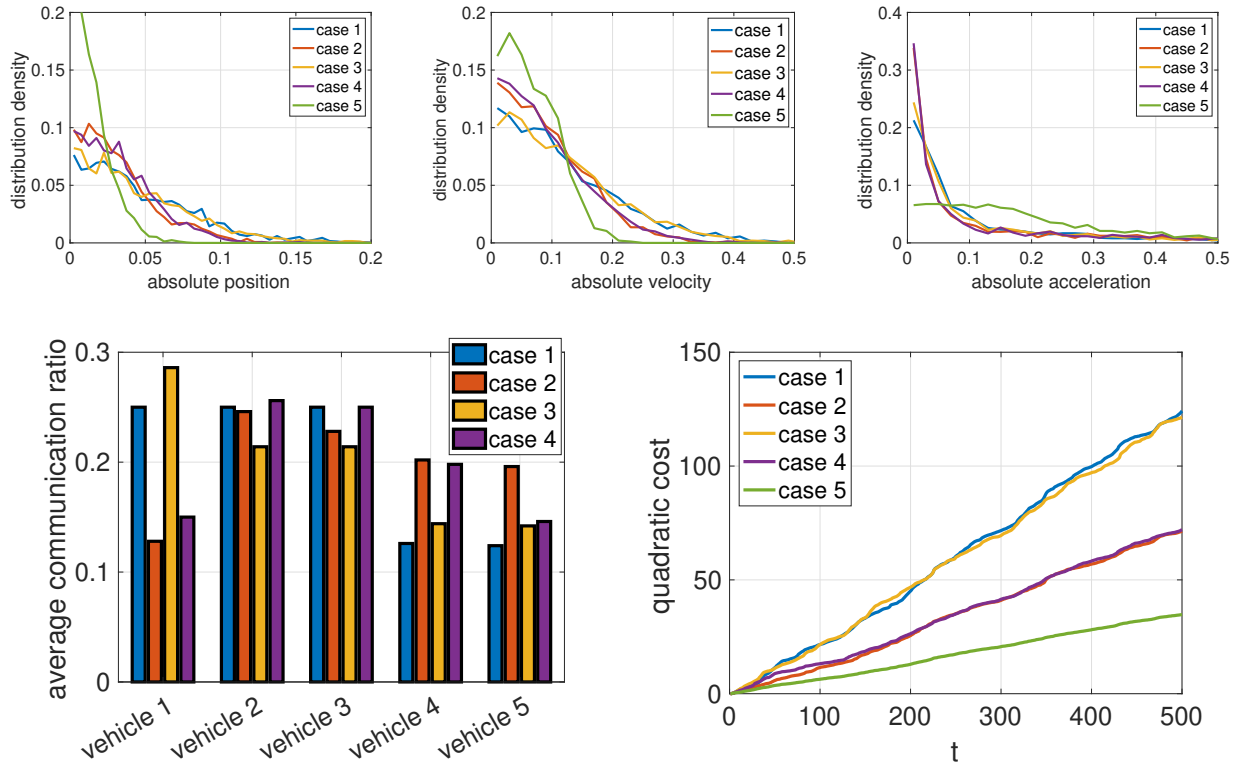 0.2
0.15
0.1
0.05
0
0
0.05
0.1
0.15
0.2
distribution density
absolute position
case 1
case 2
case 3
case 4
case 5
0.2
0.15
0.1
0.05
0
0
0.1
0.2
0.3
0.4
0.5
distribution density
absolute velocity
case 1
case 2
case 3
case 4
case 5
0.4
0.3
0.2
0.1
0
0
0.1
0.2
0.3
0.4
0.5
distribution density
absolute acceleration
case 1
case 2
case 3
case 4
case 5
0.3
0.2
0.1
0
average communication ratio
vehicle 1
vehicle 2
vehicle 3
vehicle 4
vehicle 5
case 1
case 2
case 3
case 4
150
100
50
0
0
100
200
300
400
500
quadratic cost
t
case 1
case 2
case 3
case 4
case 5